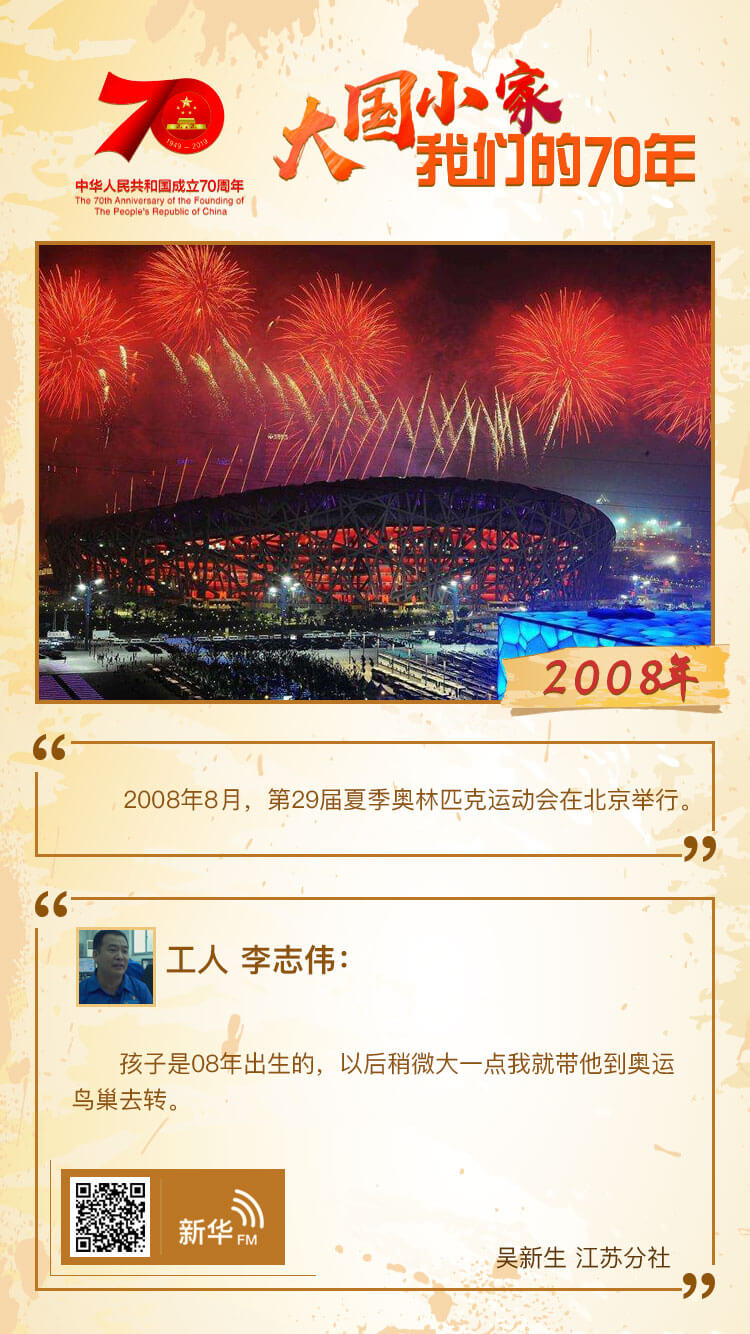 70
1949 – 2019
中华人民共和国成立70周年
The 70th Anniversary of the Founding of
The People's Republic of China
大国小家
我们的70年
2008年
2008年8月，第29届夏季奥林匹克运动会在北京举行。
工人 李志伟：
孩子是08年出生的，以后稍微大一点我就带他到奥运
鸟巢去转。
新华FM
吴新生 江苏分社